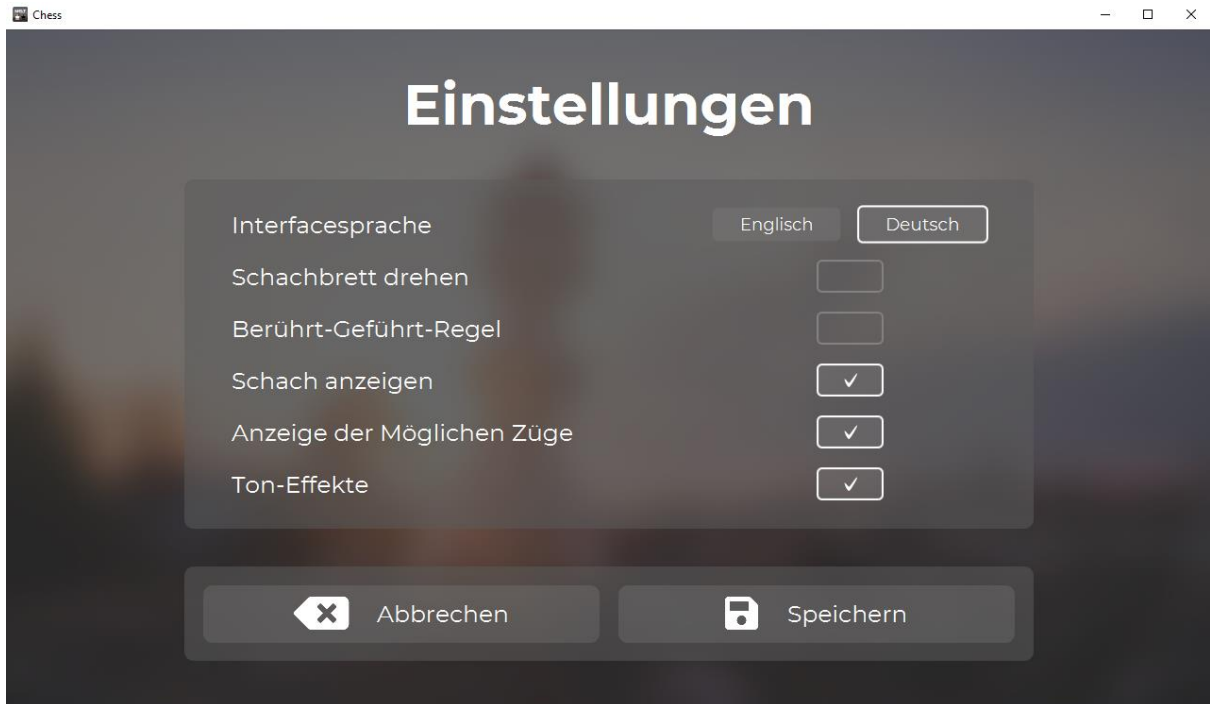 Chess
Einstellungen
Interfacesprache Englisch Deutsch
Schachbrett drehen
Berührt-Geführt-Regel
Schach anzeigen
Anzeige der Möglichen Züge
Ton-Effekte
Abbrechen Speichern